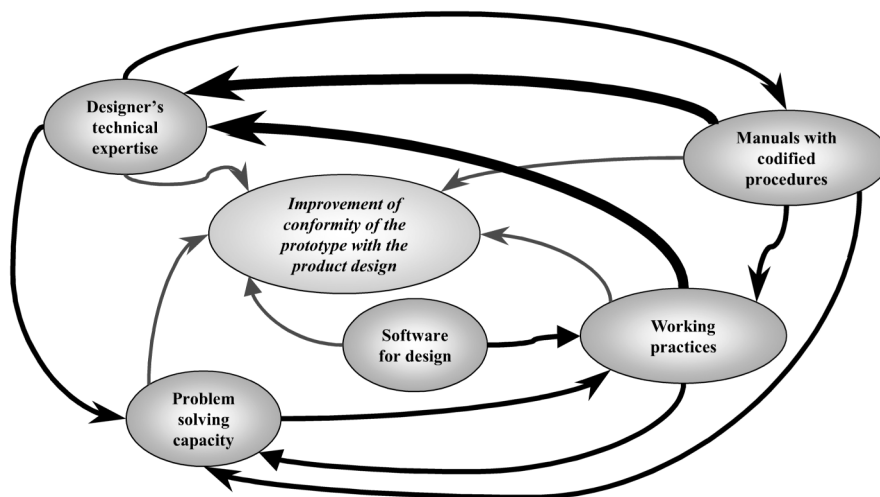 Designer’s
technical
expertise
Manuals with
codified
procedures
Improvement of
conformity of the
prototype with the
product design
Software
for design
Working
practices
Problem
solving
capacity